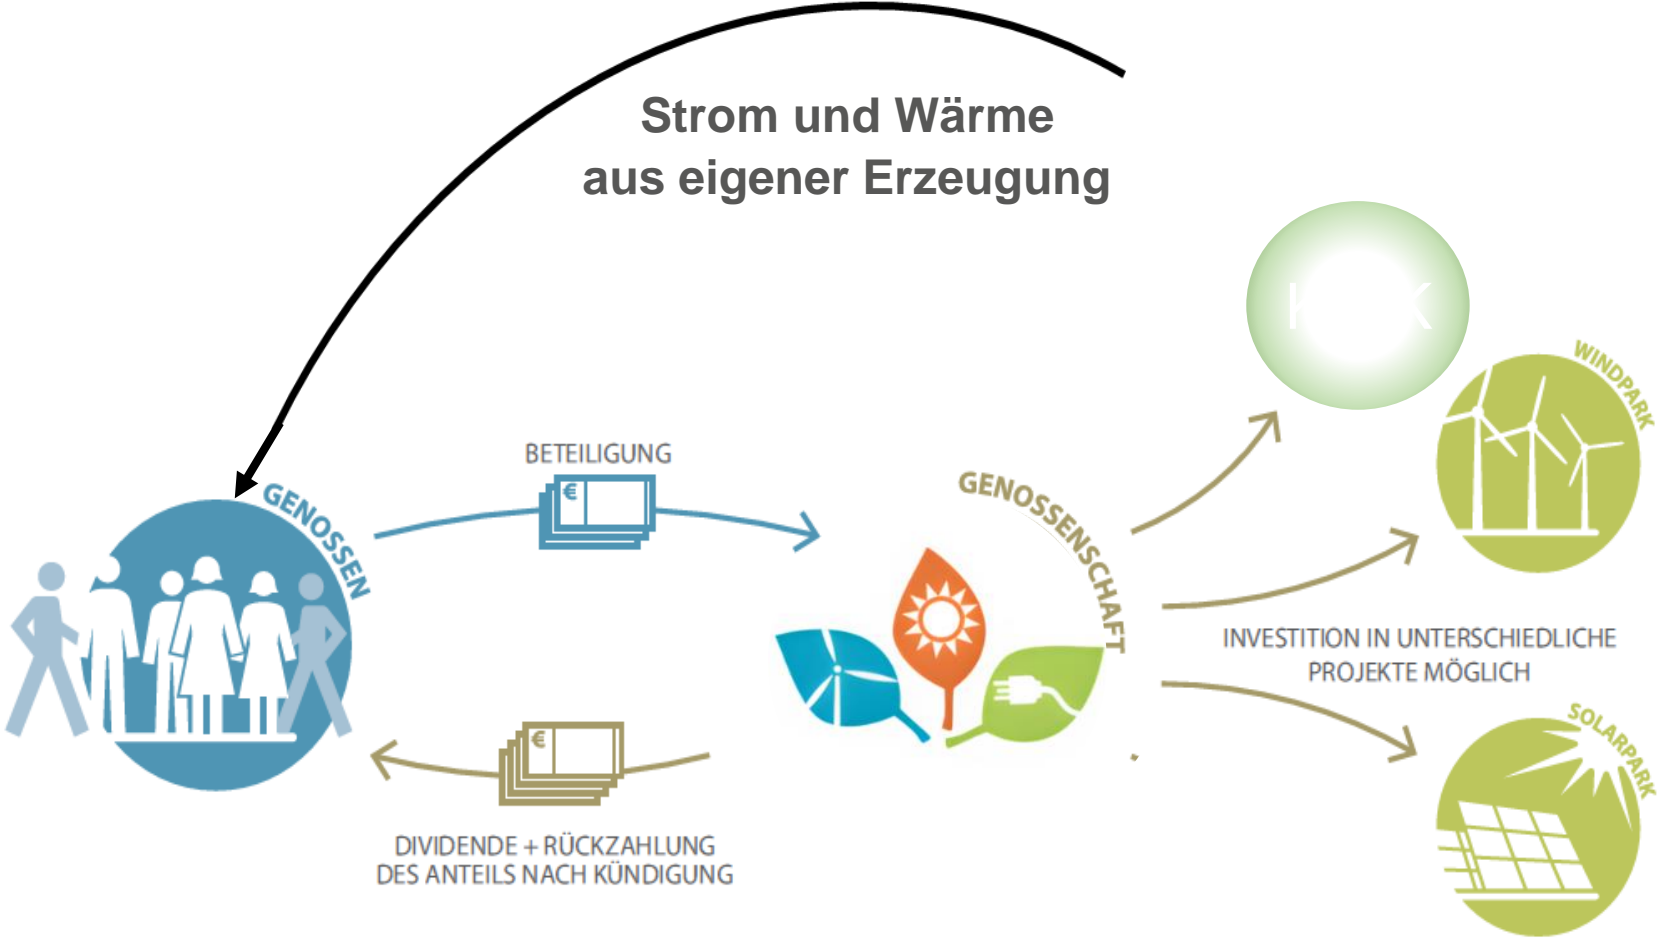 Strom und Wärme
aus eigener Erzeugung
WINDPARK
BETEILIGUNG
€
GENOSSEN
GENOSSENSCHAFT
INVESTITION IN UNTERSCHIEDLICHE
PROJEKTE MÖGLICH
SOLARPARK
€
DIVIDENDE + RÜCKZAHLUNG
DES ANTEILS NACH KÜNDIGUNG